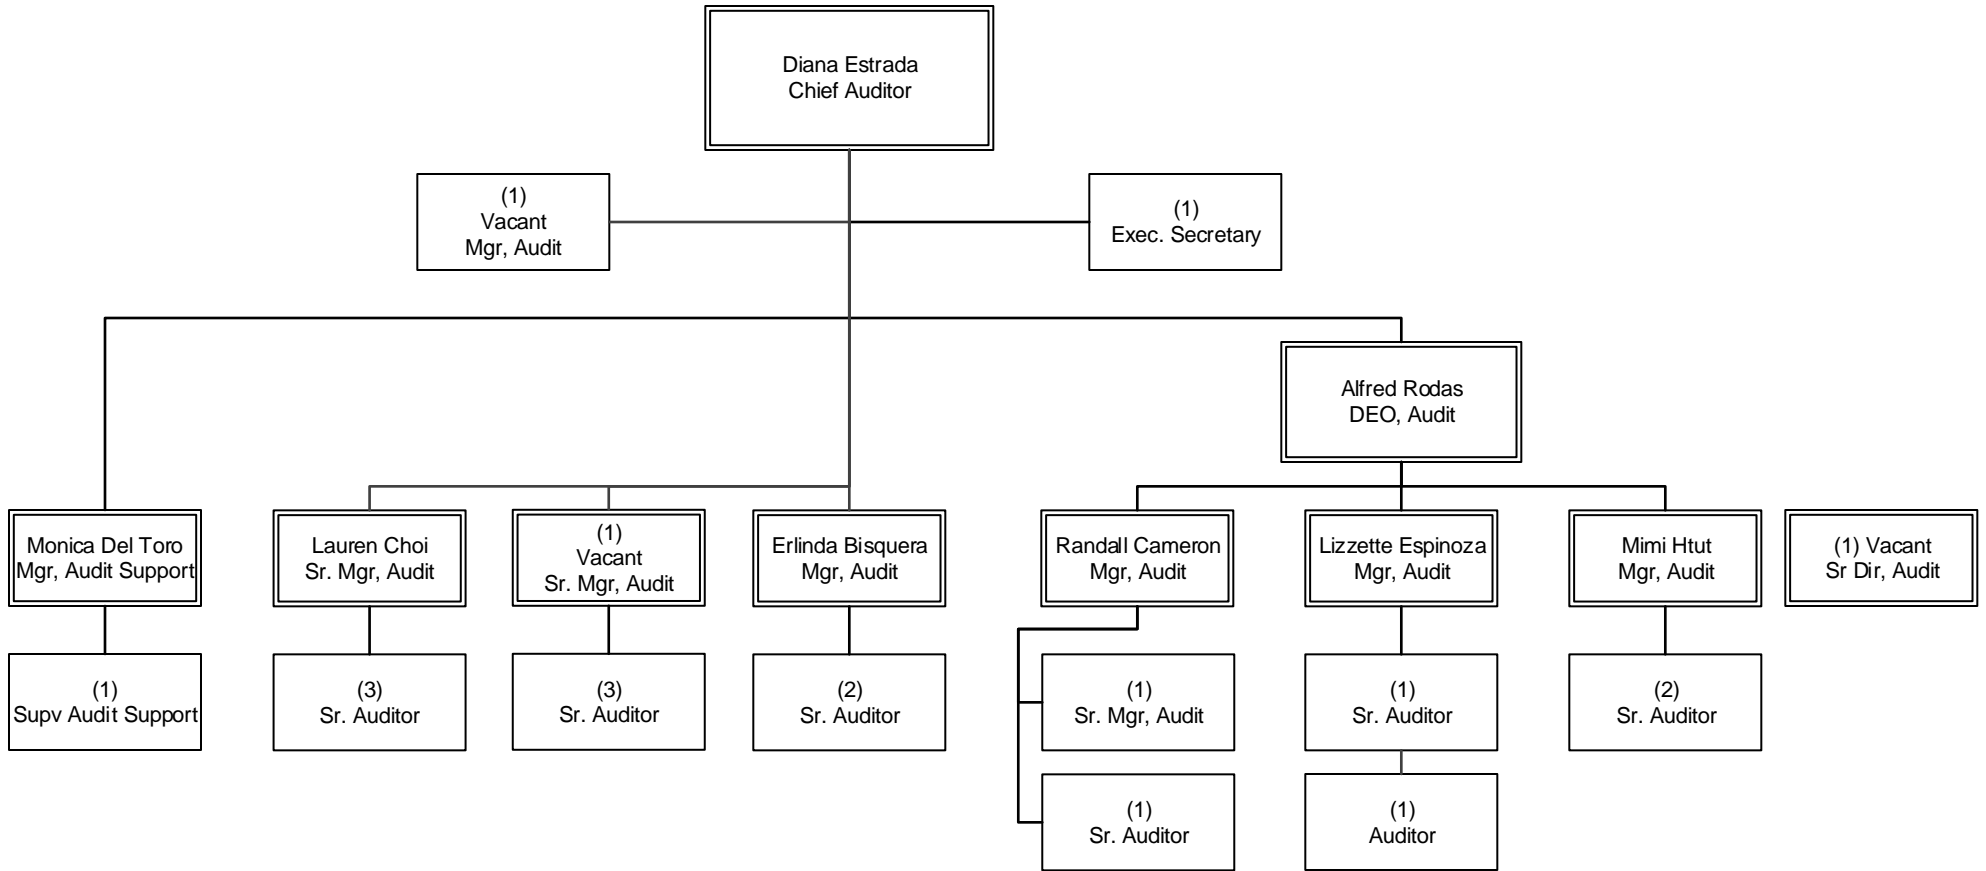 Diana Estrada
Chief Auditor
(1)
Vacant
Mgr, Audit
(1)
Exec. Secretary
Alfred Rodas
DEO, Audit
Monica Del Toro
Mgr, Audit Support
Lauren Choi
Sr. Mgr, Audit
(1)
Vacant
Sr. Mgr, Audit
Erlinda Bisquera
Mgr, Audit
Randall Cameron
Mgr, Audit
Lizzette Espinoza
Mgr, Audit
Mimi Htut
Mgr, Audit
(1) Vacant
Sr Dir, Audit
(1)
Supv Audit Support
(3)
Sr. Auditor
(3)
Sr. Auditor
(2)
Sr. Auditor
(1)
Sr. Mgr, Audit
(1)
Sr. Auditor
(2)
Sr. Auditor
(1)
Sr. Auditor
(1)
Auditor